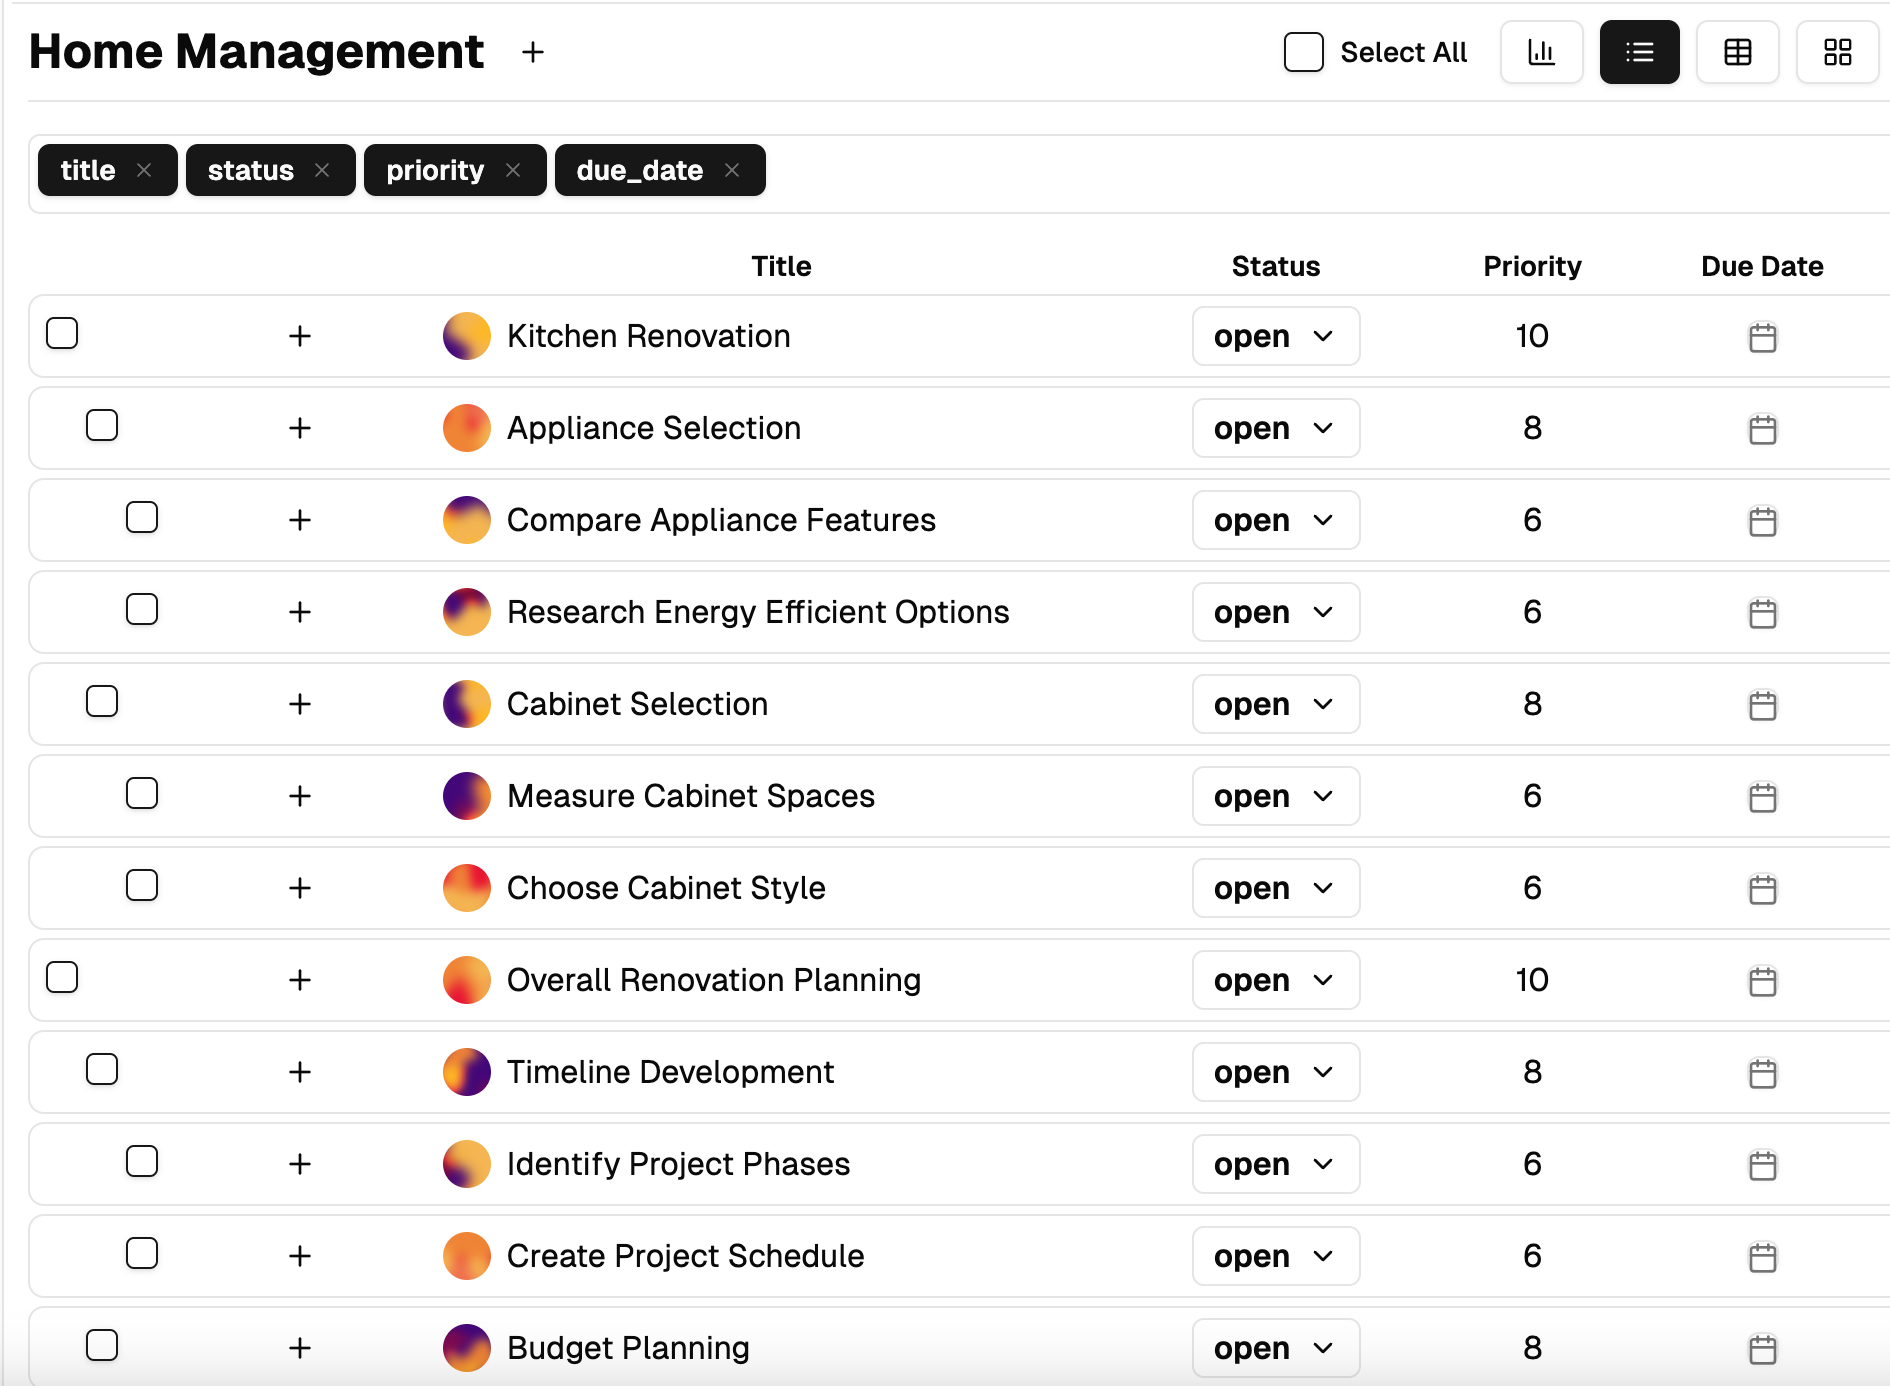 Home Management + Select All
title × status × priority × due_date ×
Title Status Priority Due Date
+ Kitchen Renovation open 10
+ Appliance Selection open 8
+ Compare Appliance Features open 6
+ Research Energy Efficient Options open 6
+ Cabinet Selection open 8
+ Measure Cabinet Spaces open 6
+ Choose Cabinet Style open 6
+ Overall Renovation Planning open 10
+ Timeline Development open 8
+ Identify Project Phases open 6
+ Create Project Schedule open 6
+ Budget Planning open 8